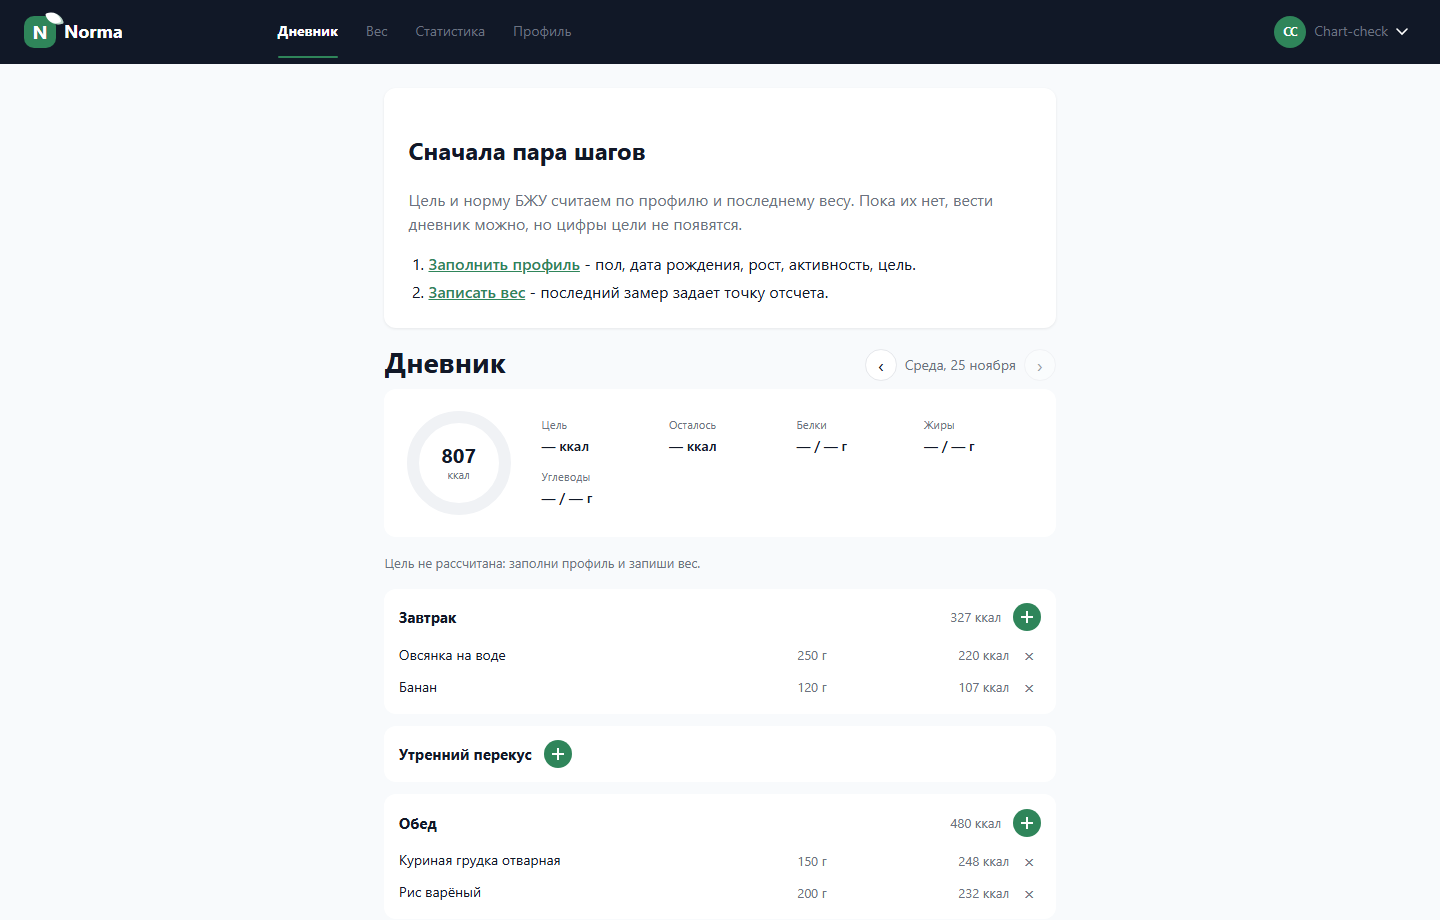 N Norma
Дневник Вес Статистика Профиль
CC Chart-check
Сначала пара шагов
Цель и норму БЖУ считаем по профилю и последнему весу. Пока их нет, вести
дневник можно, но цифры цели не появятся.
1. Заполнить профиль - пол, дата рождения, рост, активность, цель.
2. Записать вес - последний замер задает точку отсчета.
Дневник
‹ Среда, 25 ноября ›
807
ккал
Цель
— ккал
Осталось
— ккал
Белки
— / — г
Жиры
— / — г
Углеводы
— / — г
Цель не рассчитана: заполни профиль и запиши вес.
Завтрак 327 ккал +
Овсянка на воде 250 г 220 ккал ×
Банан 120 г 107 ккал ×
Утренний перекус +
Обед 480 ккал +
Куриная грудка отварная 150 г 248 ккал ×
Рис варёный 200 г 232 ккал ×